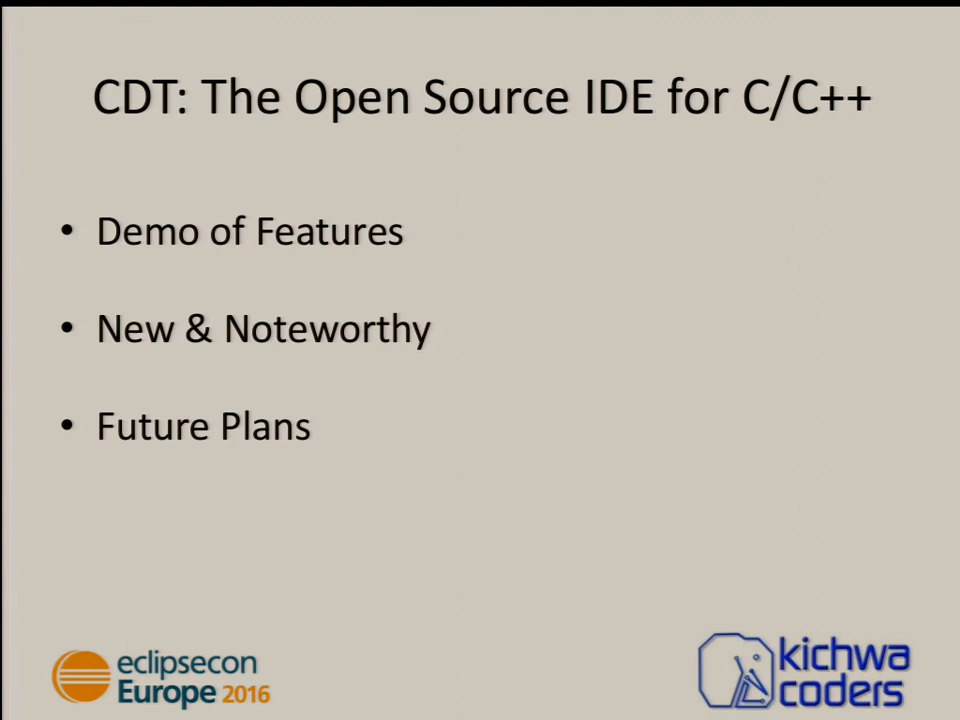 CDT: The Open Source IDE for C/C++
• Demo of Features
• New & Noteworthy
• Future Plans
eclipsecon
Europe 2016
kichwa
coders